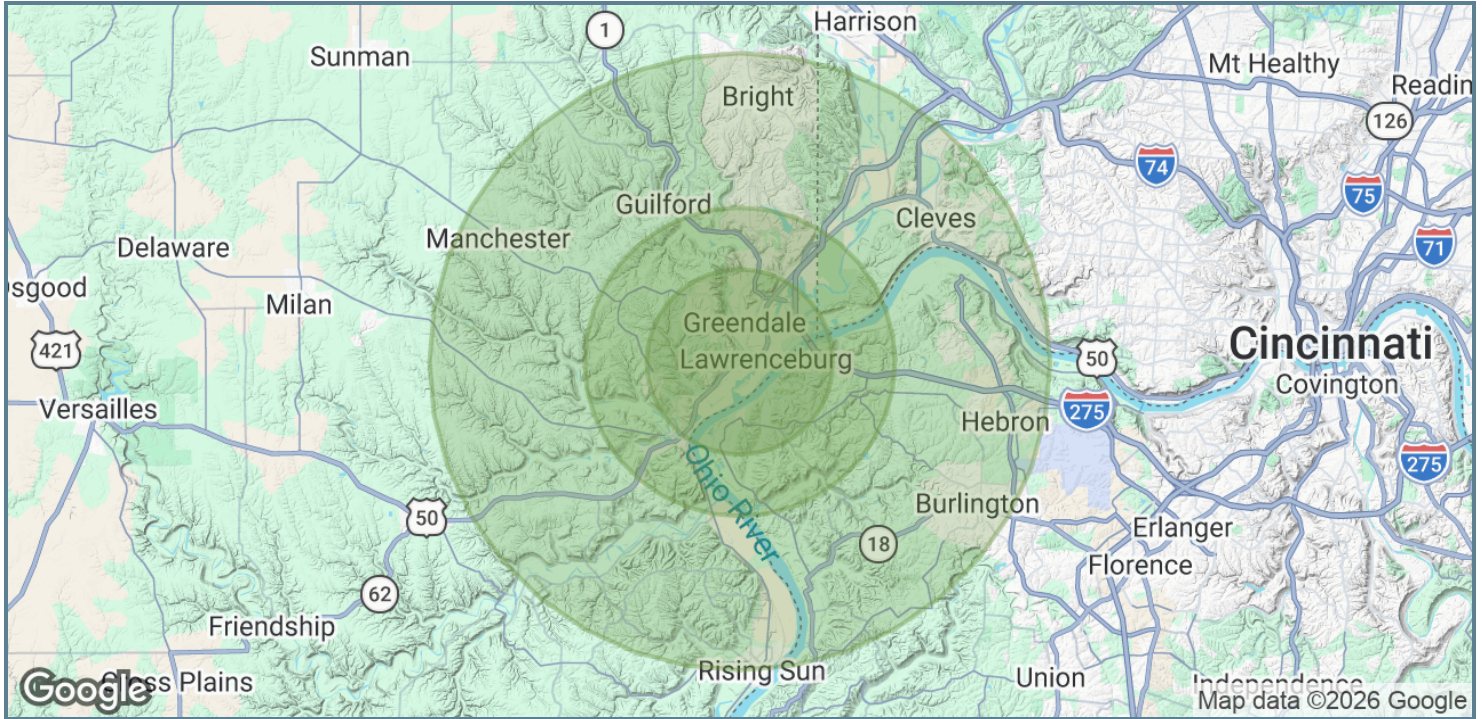 Harrison
1
Sunman
Mt Healthy
Readin
Bright
126
74
75
Guilford
Cleves
Manchester
71
Delaware
sgood
Milan
Greendale
421
Lawrenceburg
50
Cincinnati
Covington
Versailles
275
Hebron
275
Ohio River
50
Burlington
Erlanger
18
Florence
62
Friendship
Rising Sun
Union
Independence
Google
ss Plains
Map data ©2026 Google